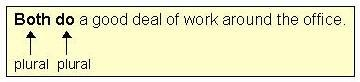 Both do a good deal of work around the office.
plural plural